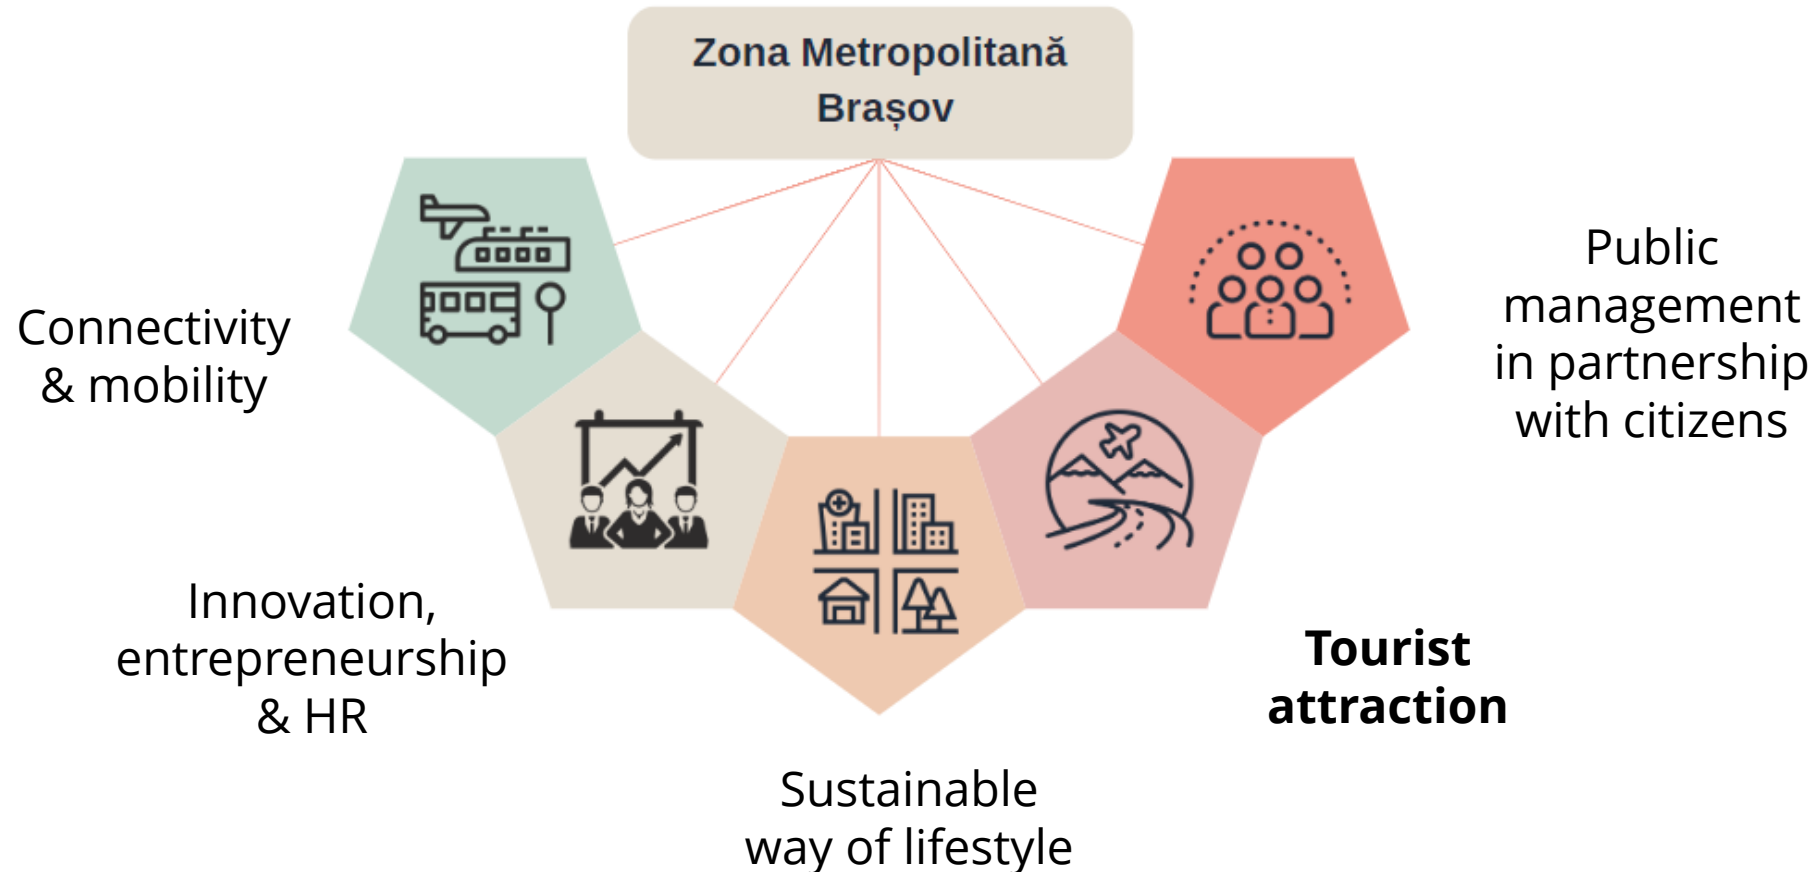 Zona Metropolitană
Brașov
Connectivity
& mobility
Innovation,
entrepreneurship
& HR
Sustainable
way of lifestyle
Tourist
attraction
Public
management
in partnership
with citizens